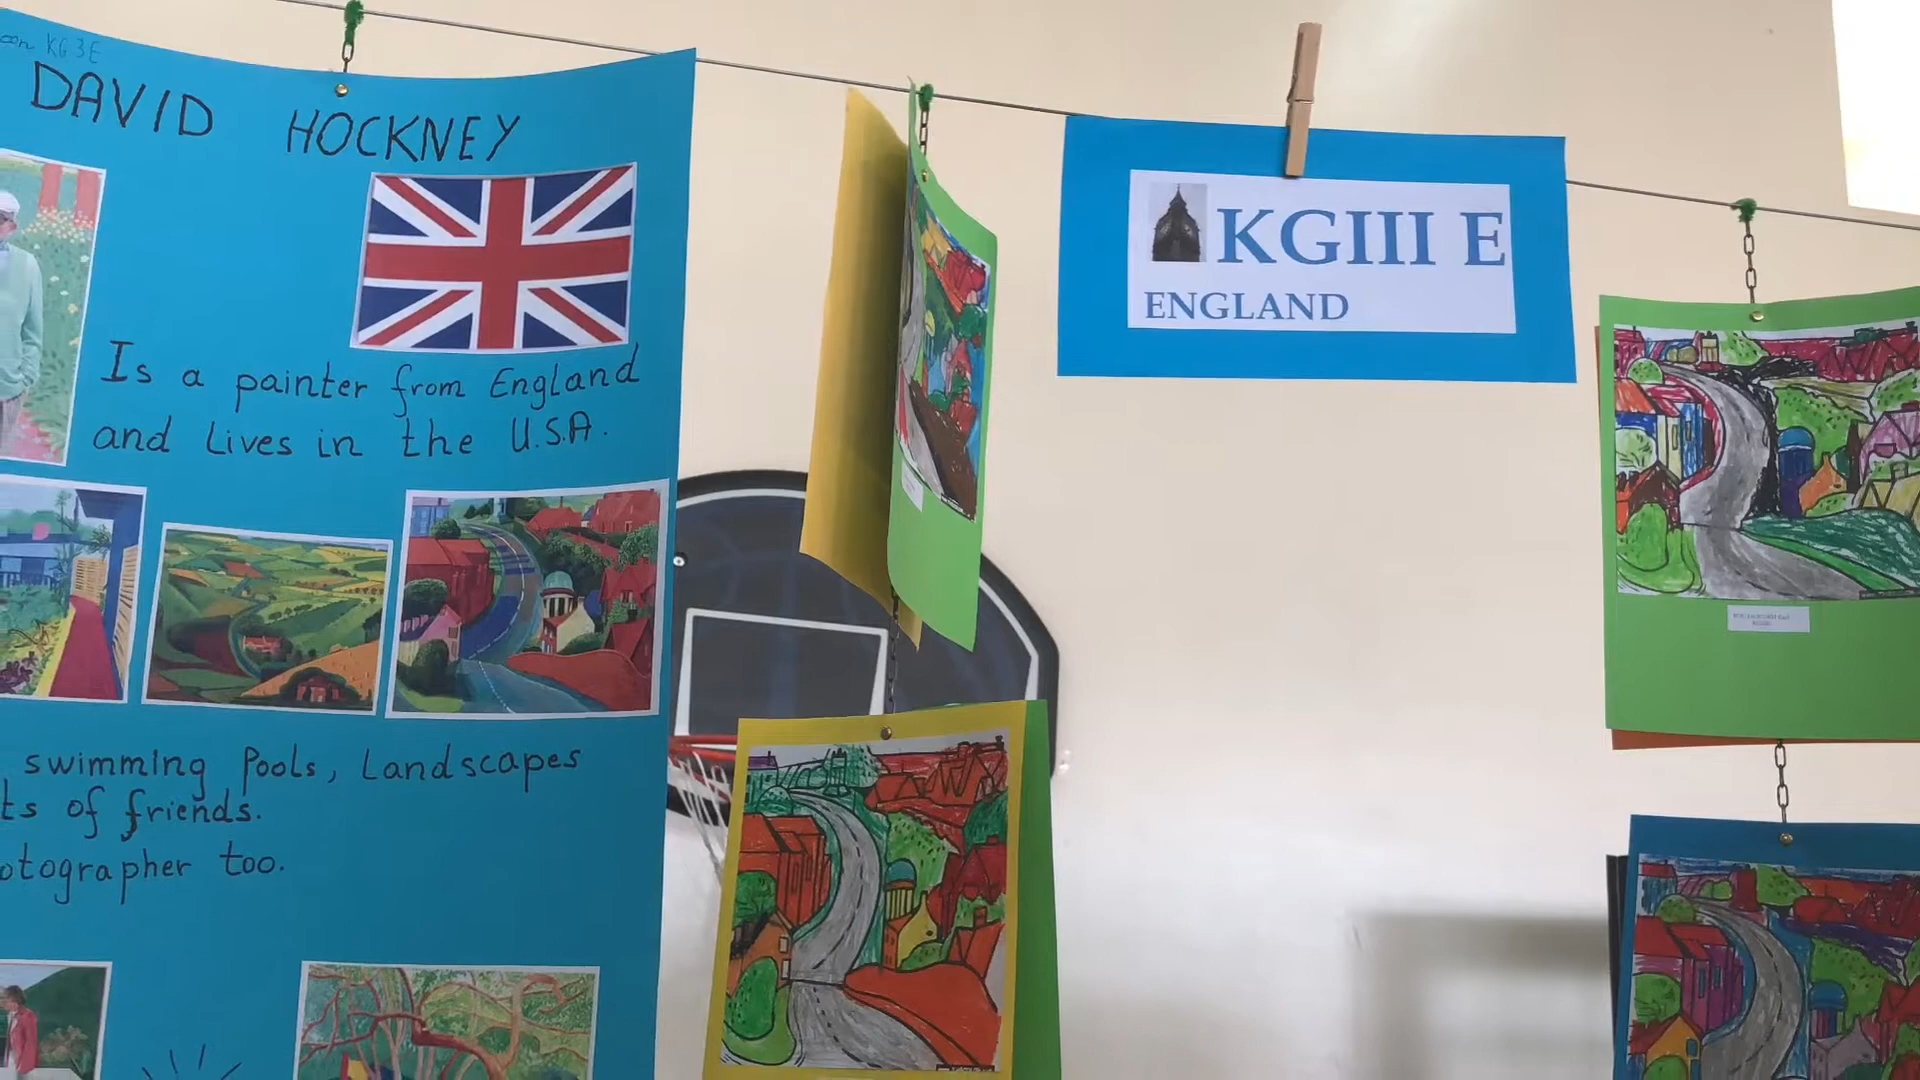 KG3E
DAVID HOCKNEY
Is a painter from England
and Lives in the U.S.A.
swimming Pools, Landscapes
of friends.
too.
KGIII E
ENGLAND